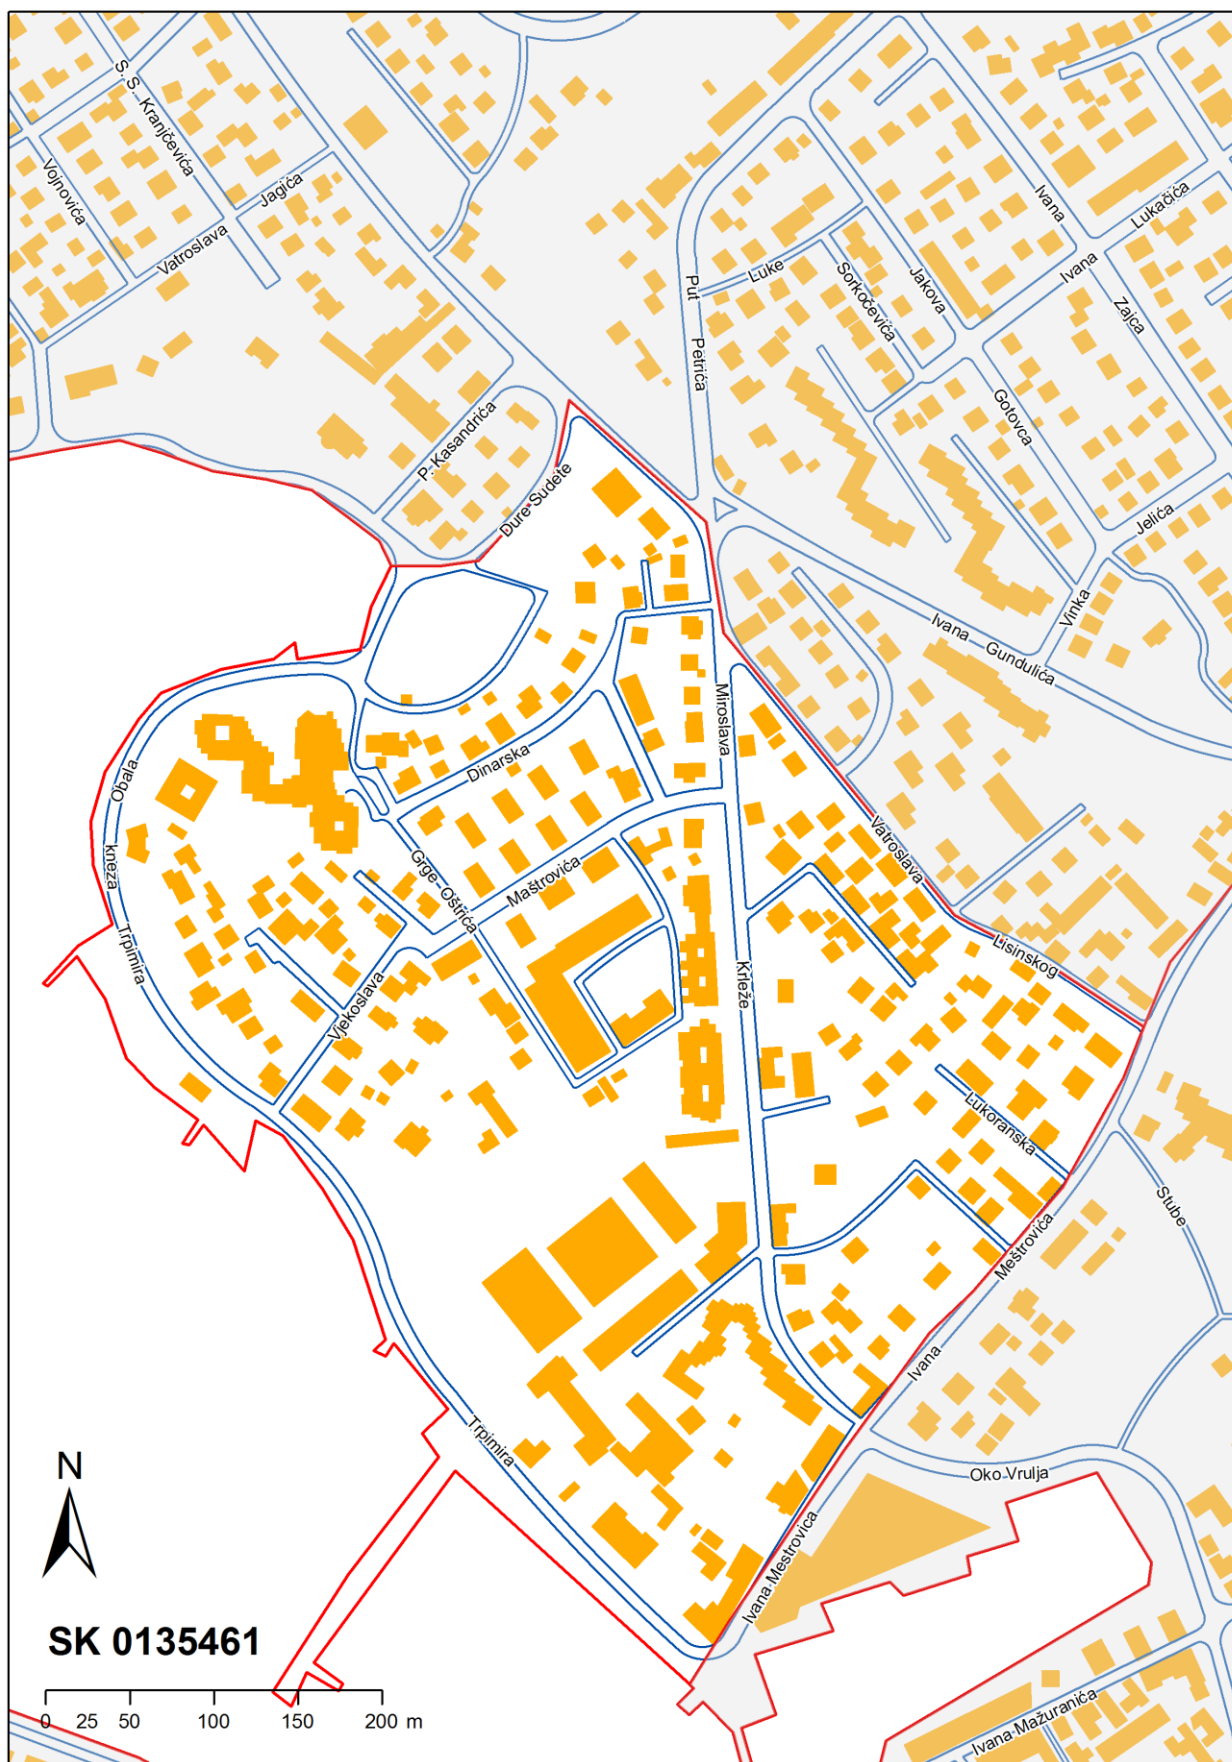 S. S. Kranjčevića
Vojnovića
Jagića
Vatroslava
Ivana
Lukačića
Ivana
Zajca
Put
Petrića
Luke
Sorkočevića
Jakova
Gotovca
Jelića
P. Kasandrića
Đure Sudete
Vinka
Ivana
Gundulića
Miroslava
Krleže
Dinarska
Obala
kneza
Trpimira
Grge Oštrića
Maštrovića
Vjekoslava
Vatroslava
Lisinskog
Lukoranska
Stube
Meštrovića
Ivana
Trpimira
Oko Vrulja
Ivana Mestrovica
Ivana Mažuranića
N
SK 0135461
0 25 50 100 150 200 m